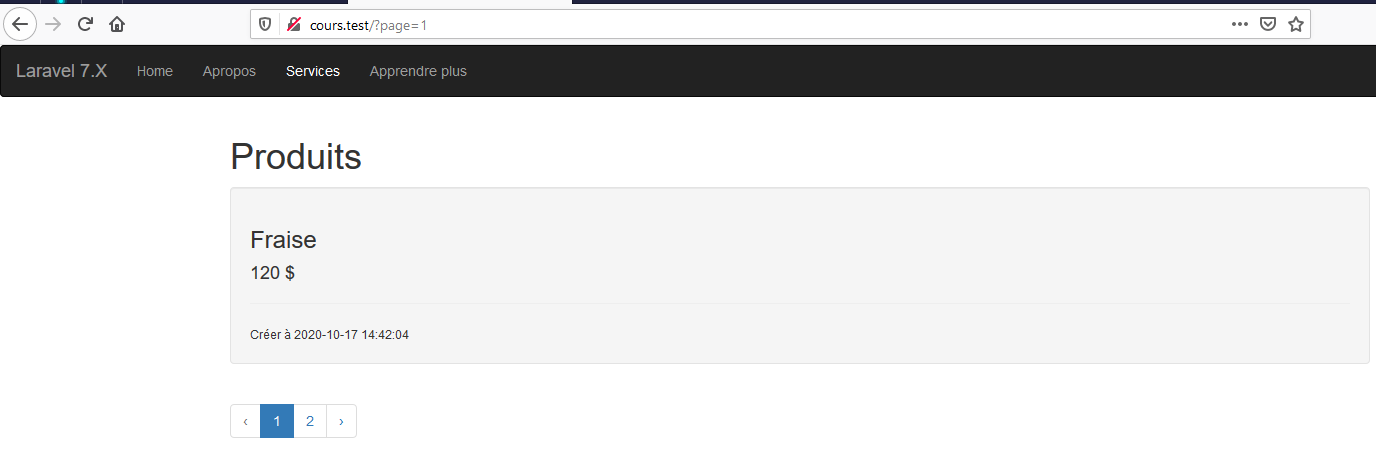 cours.test/?page=1
Laravel 7.X Home Apropos Services Apprendre plus
Produits
Fraise
120 $
Créer à 2020-10-17 14:42:04
‹ 1 2 ›